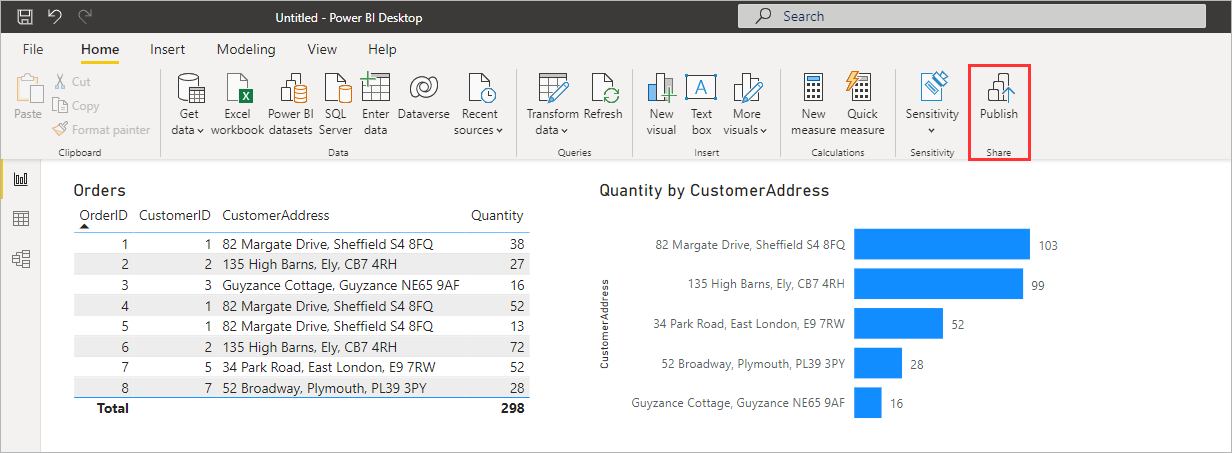 Untitled - Power BI Desktop
Search
File Home Insert Modeling View Help
Paste
Cut
Copy
Format painter
Clipboard
Get data
Excel workbook
Power BI datasets
SQL Server
Enter data
Dataverse
Recent sources
Data
Transform data
Refresh
Queries
New visual
Text box
More visuals
Insert
New measure
Quick measure
Calculations
Sensitivity
Sensitivity
Publish
Share
Orders
OrderID CustomerID CustomerAddress Quantity
1 1 82 Margate Drive, Sheffield S4 8FQ 38
2 2 135 High Barns, Ely, CB7 4RH 27
3 3 Guyzance Cottage, Guyzance NE65 9AF 16
4 1 82 Margate Drive, Sheffield S4 8FQ 52
5 1 82 Margate Drive, Sheffield S4 8FQ 13
6 2 135 High Barns, Ely, CB7 4RH 72
7 5 34 Park Road, East London, E9 7RW 52
8 7 52 Broadway, Plymouth, PL39 3PY 28
Total 298
Quantity by CustomerAddress
CustomerAddress
82 Margate Drive, Sheffield S4 8FQ 103
135 High Barns, Ely, CB7 4RH 99
34 Park Road, East London, E9 7RW 52
52 Broadway, Plymouth, PL39 3PY 28
Guyzance Cottage, Guyzance NE65 9AF 16